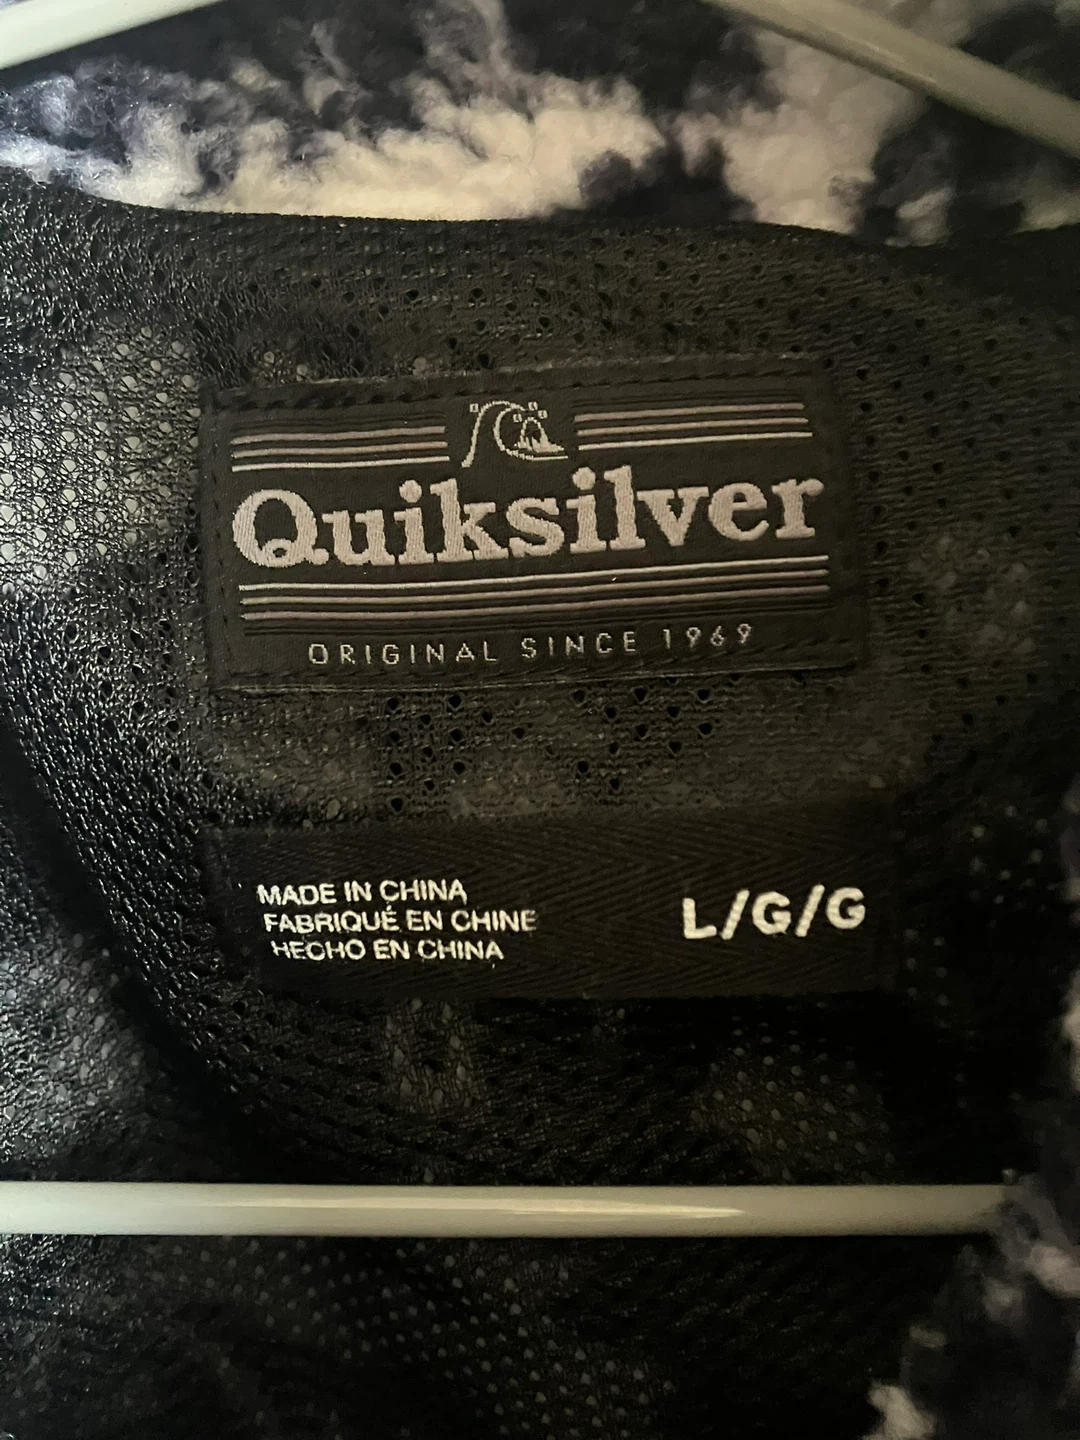 Quiksilver
ORIGINAL SINCE 1969
MADE IN CHINA
FABRIQUÉ EN CHINE
HECHO EN CHINA
L/G/G